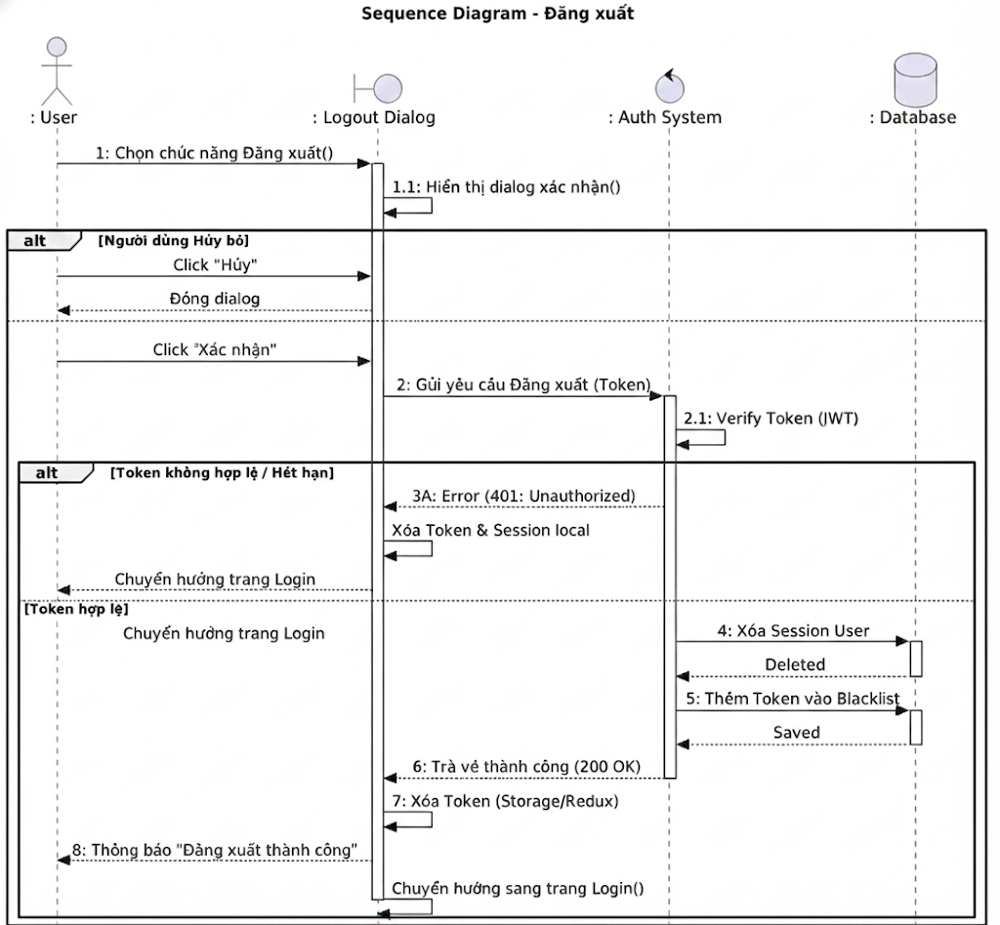 Sequence Diagram - Đăng xuất
: User
: Logout Dialog
: Auth System
: Database
1: Chọn chức năng Đăng xuất()
1.1: Hiển thị dialog xác nhận()
alt
[Người dùng Hủy bỏ]
Click "Hủy"
Đóng dialog
Click "Xác nhận"
2: Gủi yêu cầu Đăng xuất (Token)
2.1: Verify Token (JWT)
alt
[Token không hợp lệ / Hết hạn]
3A: Error (401: Unauthorized)
Xóa Token & Session local
Chuyển hướng trang Login
[Token hợp lệ]
Chuyển hướng trang Login
4: Xóa Session User
Deleted
5: Thêm Token vào Blacklist
Saved
6: Trà vẻ thành công (200 OK)
7: Xóa Token (Storage/Redux)
8: Thông báo "Đàng xuất thành công"
Chuyển hướng sang trang Login()